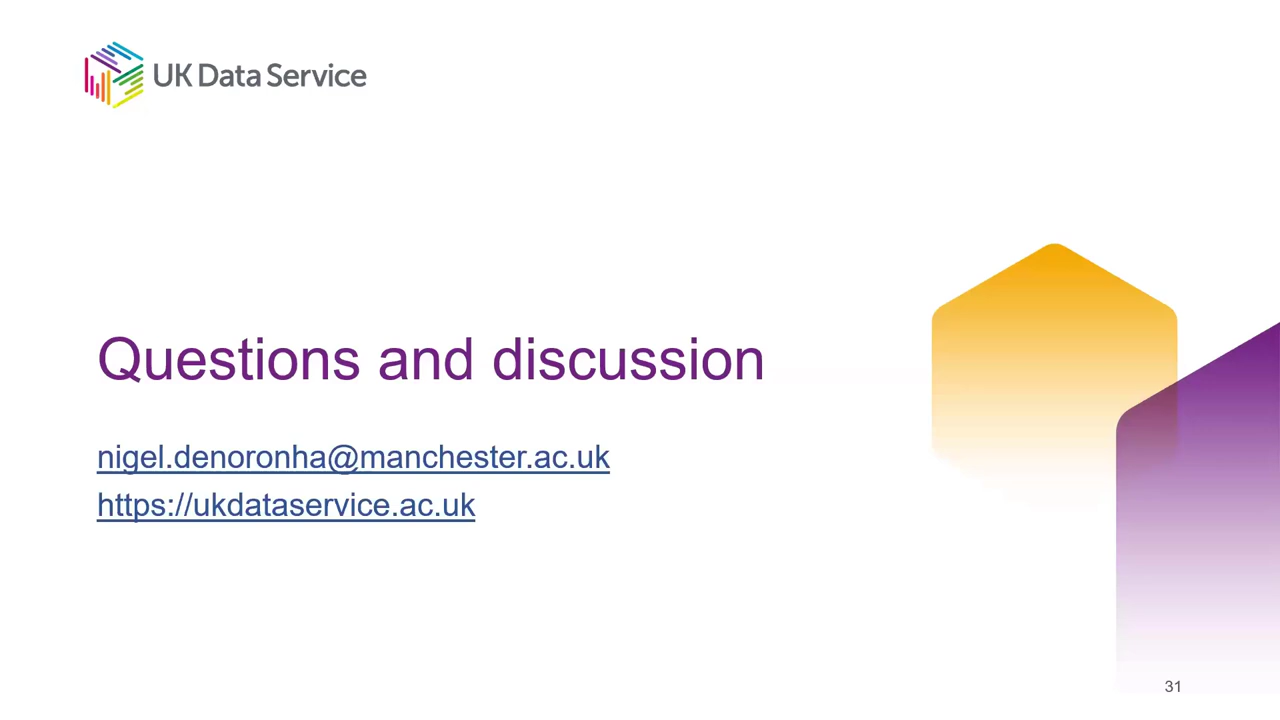 UK Data Service
Questions and discussion
nigel.denoronha@manchester.ac.uk
https://ukdataservice.ac.uk
31